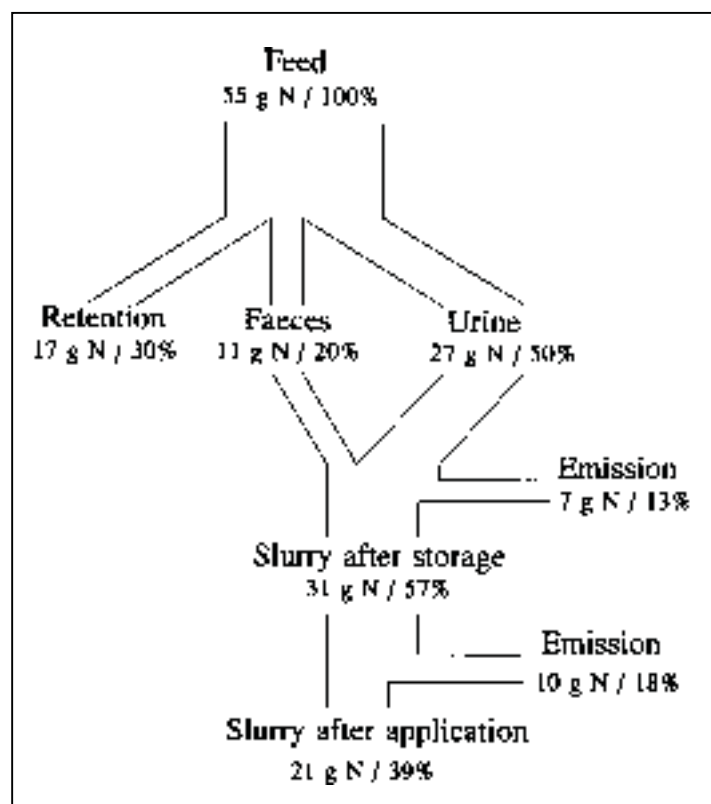 Feed
55 g N / 100%
Retention
17 g N / 30%
Faeces
11 g N / 20%
Urine
27 g N / 50%
Emission
7 g N / 13%
Slurry after storage
31 g N / 57%
Emission
10 g N / 18%
Slurry after application
21 g N / 39%